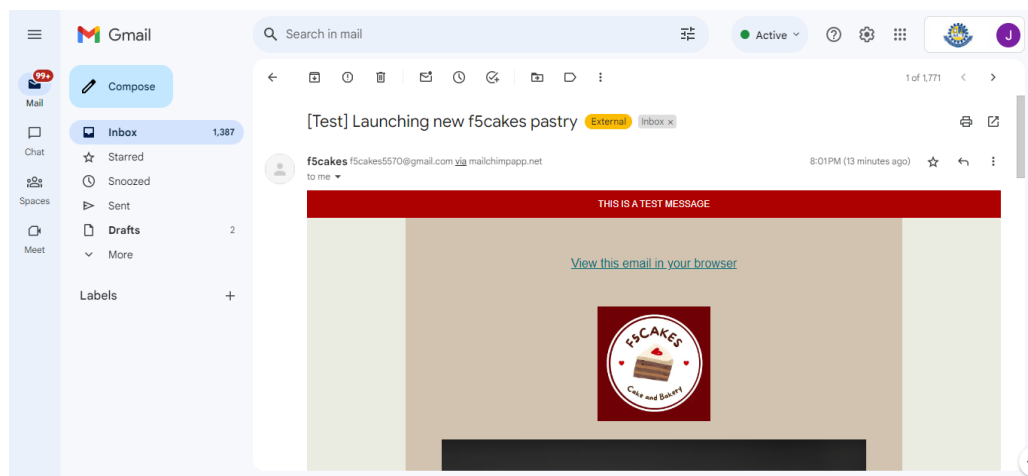 Gmail
Search in mail
Active
J
99+
Mail
Compose
1 of 1,771
Inbox 1,387
[Test] Launching new f5cakes pastry External Inbox ×
Chat
Starred
f5cakes f5cakes5570@gmail.com via mailchimpapp.net 8:01 PM (13 minutes ago)
to me
Snoozed
Spaces
Sent
THIS IS A TEST MESSAGE
Drafts 2
Meet
More
View this email in your browser
Labels
F5CAKES
Cake and Bakery